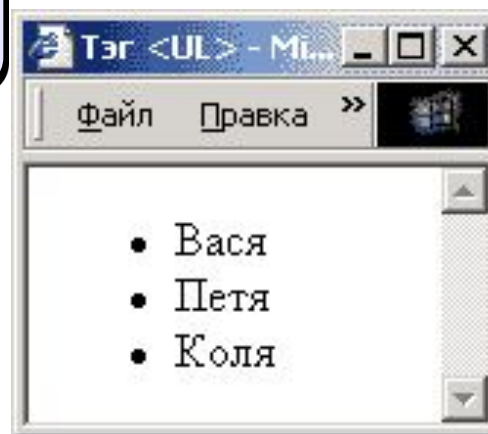 Тэг <UL> - Mi...
Файл Правка »
• Вася
• Петя
• Коля